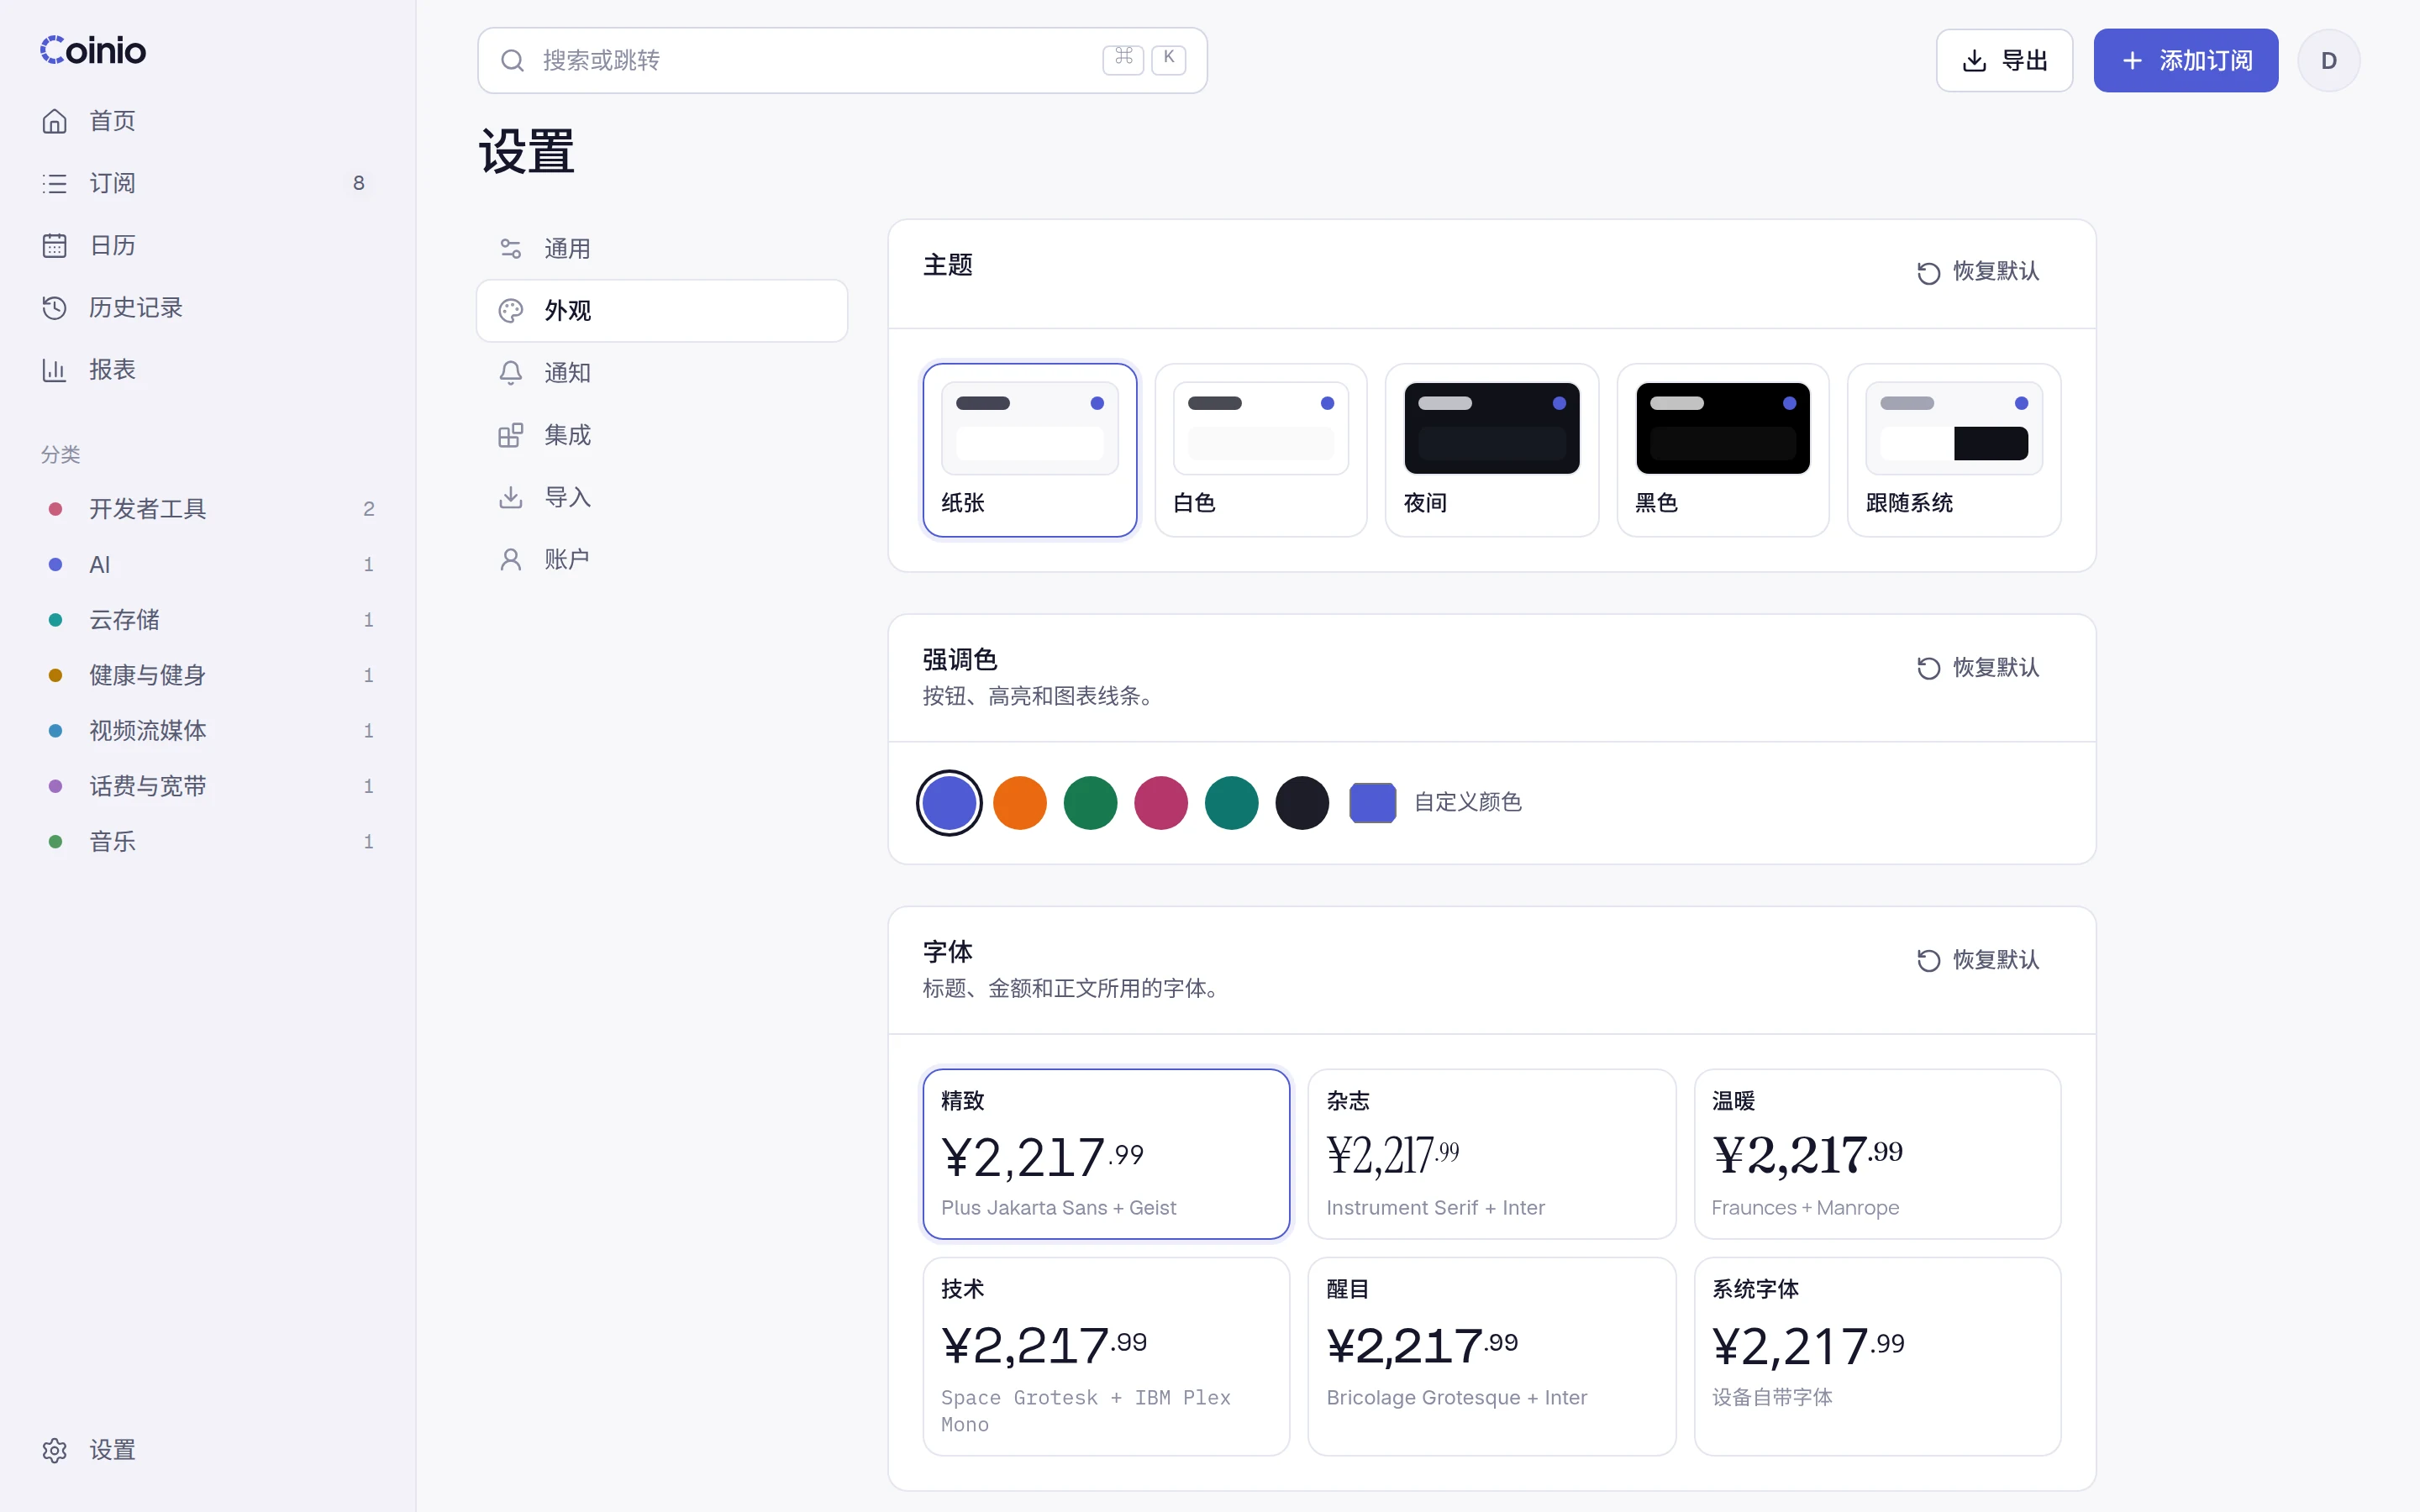 Coinio
首页
订阅
8
日历
历史记录
报表
分类
开发者工具
2
AI
1
云存储
1
健康与健身
1
视频流媒体
1
话费与宽带
1
音乐
1
设置
搜索或跳转
⌘ K
导出
添加订阅
D
设置
通用
外观
通知
集成
导入
账户
主题
恢复默认
纸张
白色
夜间
黑色
跟随系统
强调色
按钮、高亮和图表线条。
恢复默认
自定义颜色
字体
标题、金额和正文所用的字体。
恢复默认
精致
¥2,217.99
Plus Jakarta Sans + Geist
杂志
¥2,217.99
Instrument Serif + Inter
温暖
¥2,217.99
Fraunces + Manrope
技术
¥2,217.99
Space Grotesk + IBM Plex
Mono
醒目
¥2,217.99
Bricolage Grotesque + Inter
系统字体
¥2,217.99
设备自带字体